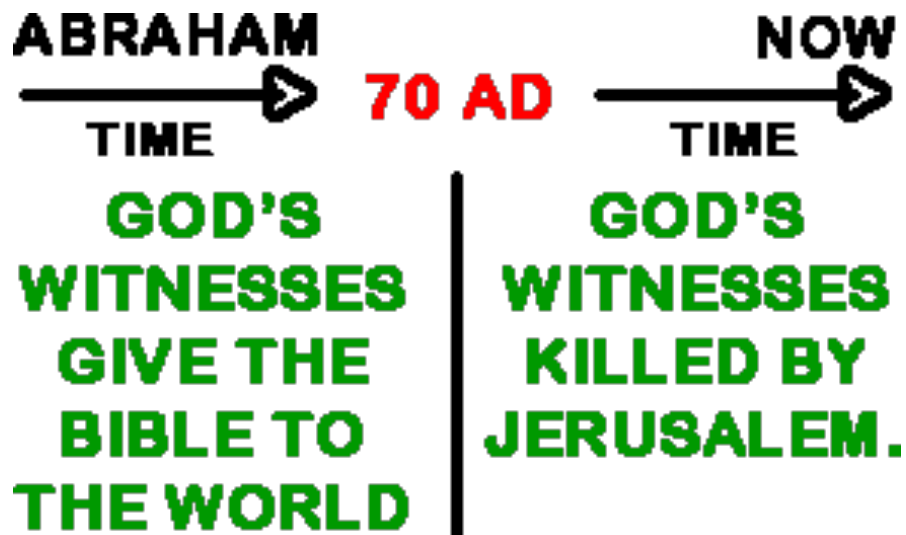 ABRAHAM
TIME
70 AD
NOW
TIME
GOD'S
WITNESSES
GIVE THE
BIBLE TO
THE WORLD
GOD'S
WITNESSES
KILLED BY
JERUSALEM.